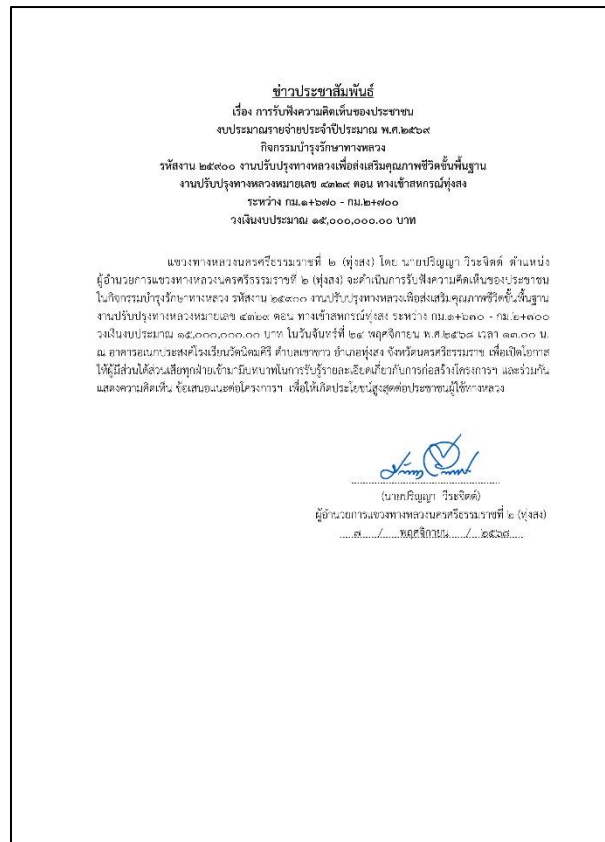 ข่าวประชาสัมพันธ์
เรื่อง การรับฟังความคิดเห็นของประชาชน
งบประมาณรายจ่ายประจำปีประมาณ พ.ศ.๒๕๖๙
กิจกรรมบำรุงรักษาทางหลวง
รหัสงาน ๒๕๙๐๐ งานปรับปรุงทางหลวงเพื่อส่งเสริมคุณภาพชีวิตขั้นพื้นฐาน
งานปรับปรุงทางหลวงหมายเลข ๔๓๒๙ ตอน ทางเข้าสหกรณ์ทุ่งสง
ระหว่าง กม.๑+๖๗๐ - กม.๒+๗๐๐
วงเงินงบประมาณ ๑๕,๐๐๐,๐๐๐.๐๐ บาท
แขวงทางหลวงนครศรีธรรมราชที่ ๒ (ทุ่งสง) โดย นายปริญญา วีระจิตต์ ตำแหน่ง
ผู้อำนวยการแขวงทางหลวงนครศรีธรรมราชที่ ๒ (ทุ่งสง) จะดำเนินการรับฟังความคิดเห็นของประชาชน
ในกิจกรรมบำรุงรักษาทางหลวง รหัสงาน ๒๕๙๐๐ งานปรับปรุงทางหลวงเพื่อส่งเสริมคุณภาพชีวิตขั้นพื้นฐาน
งานปรับปรุงทางหลวงหมายเลข ๔๓๒๙ ตอน ทางเข้าสหกรณ์ทุ่งสง ระหว่าง
วงเงินงบประมาณ ๑๕,๐๐๐,๐๐๐.๐๐ บาท ในวันจันทร์ที่ ๒๔ พฤศจิกายน พ.ศ.๒๕๖๘ เวลา ๑๓.๐๐ น.
ณ อาคารอเนกประสงค์โรงเรียนวัดนิคมคีรี ตำบลเขาขาว อำเภอทุ่งสง จังหวัดนครศรีธรรมราช เพื่อเปิดโอกาส
ให้ผู้มีส่วนได้ส่วนเสียทุกฝ่ายเข้ามามีบทบาทในการรับรู้รายละเอียดเกี่ยวกับการก่อสร้างโครงการฯ และร่วมกัน
แสดงความคิดเห็น ข้อเสนอแนะต่อโครงการฯ เพื่อให้เกิดประโยชน์สูงสุดต่อประชาชนผู้ใช้ทางหลวง
(นายปริญญา วีระจิตต์)
ผู้อำนวยการแขวงทางหลวงนครศรีธรรมราชที่ ๒ (ทุ่งสง)
๗ / พฤศจิกายน / ๒๕๖๘